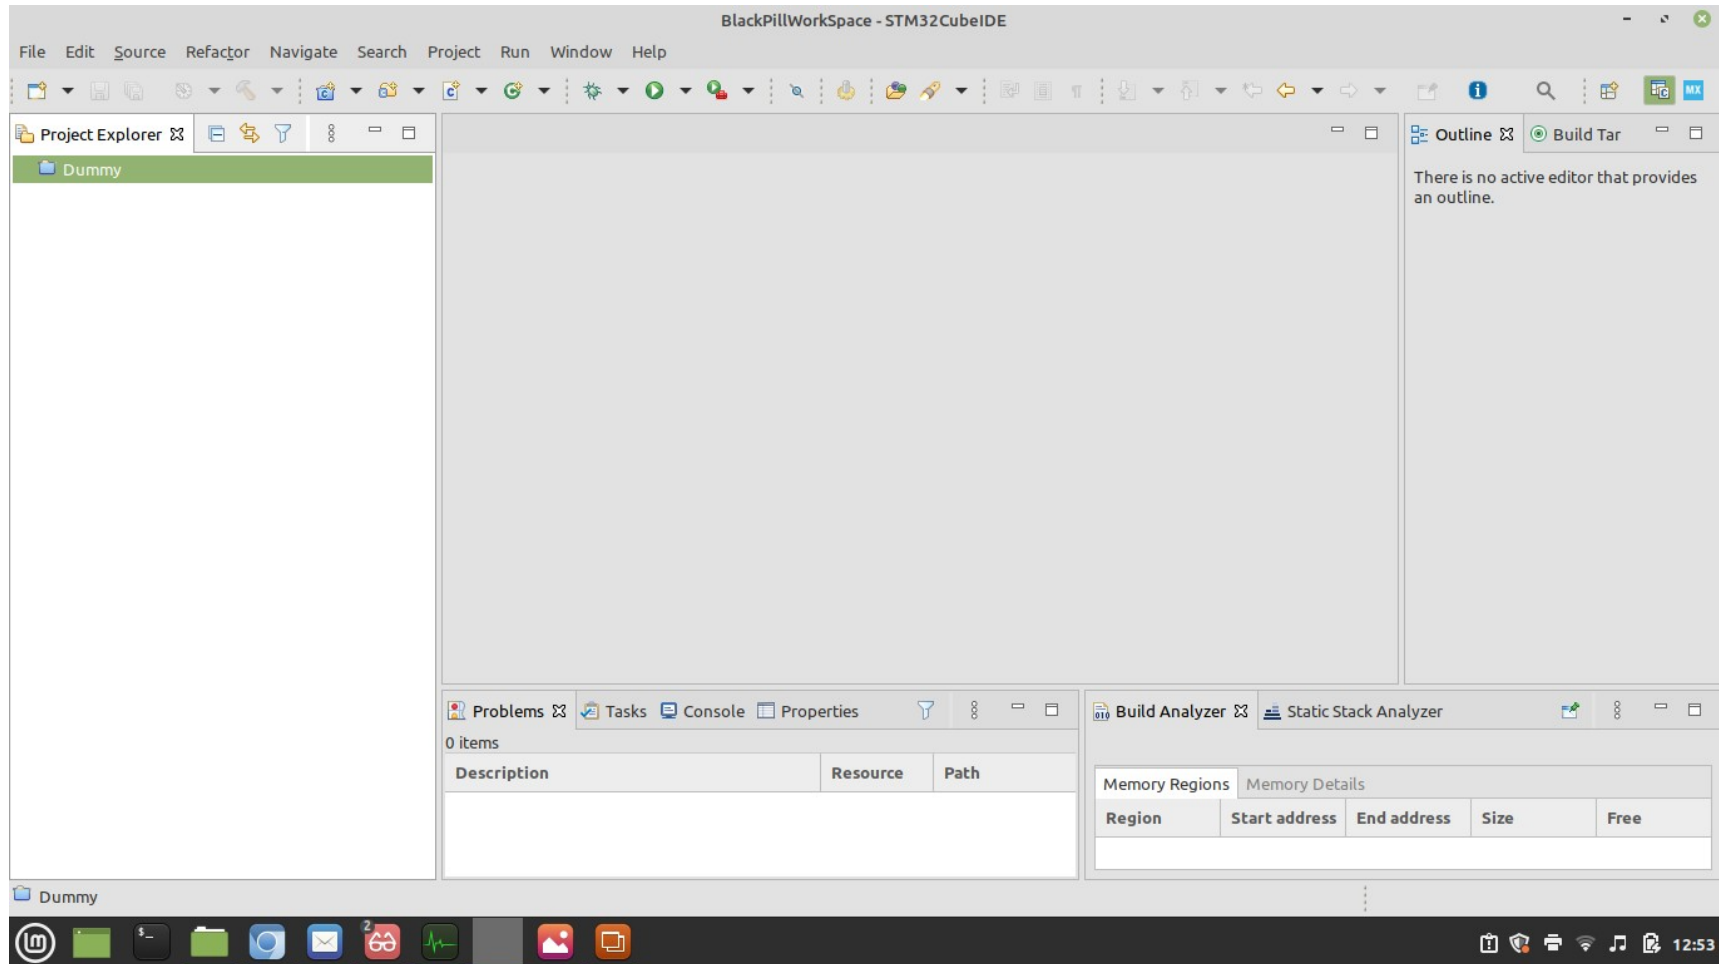 BlackPillWorkSpace - STM32CubeIDE
File Edit Source Refactor Navigate Search Project Run Window Help
MX
Project Explorer
Outline
Build Tar
Dummy
There is no active editor that provides
an outline.
Problems Tasks Console Properties
0 items
Description Resource Path
010 Build Analyzer Static Stack Analyzer
Memory Regions Memory Details
Region Start address End address Size Free
Dummy
$_
2
12:53